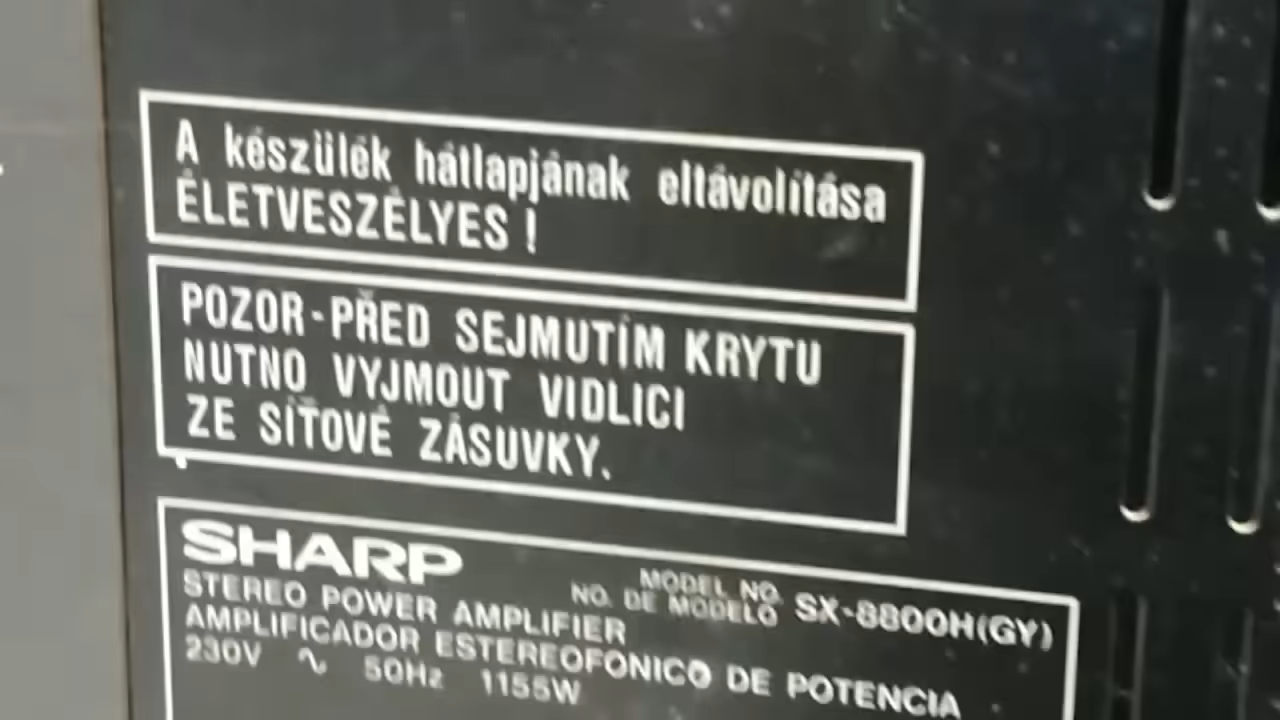 A készülék hátlapjának eltávolítása
ÉLETVESZÉLYES !
POZOR-PŘED SEJMUTÍM KRYTU
NUTNO VYJMOUT VIDLICI
ZE SÍŤOVÉ ZÁSUVKY.
SHARP
MODEL NO.
NO. DE MODELO SX-8800H(GY)
STEREO POWER AMPLIFIER
AMPLIFICADOR ESTEREOFONICO DE POTENCIA
230V ∿ 50Hz 1155W